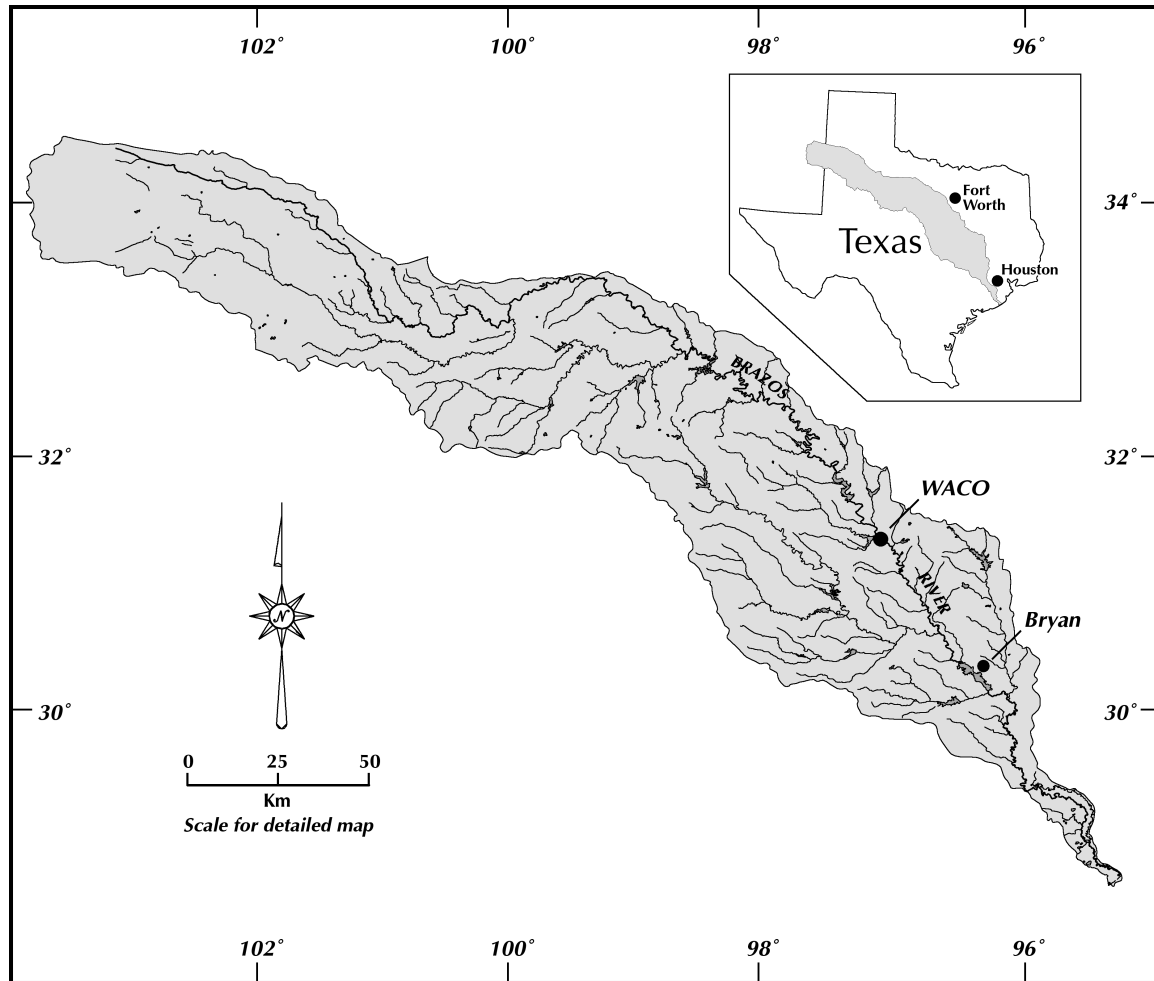 102°
100°
98°
96°
34°
Fort
Worth
Texas
Houston
BRAZOS
32°
32°
WACO
RIVER
Bryan
N
30°
30°
0
25
50
Km
Scale for detailed map
102°
100°
98°
96°